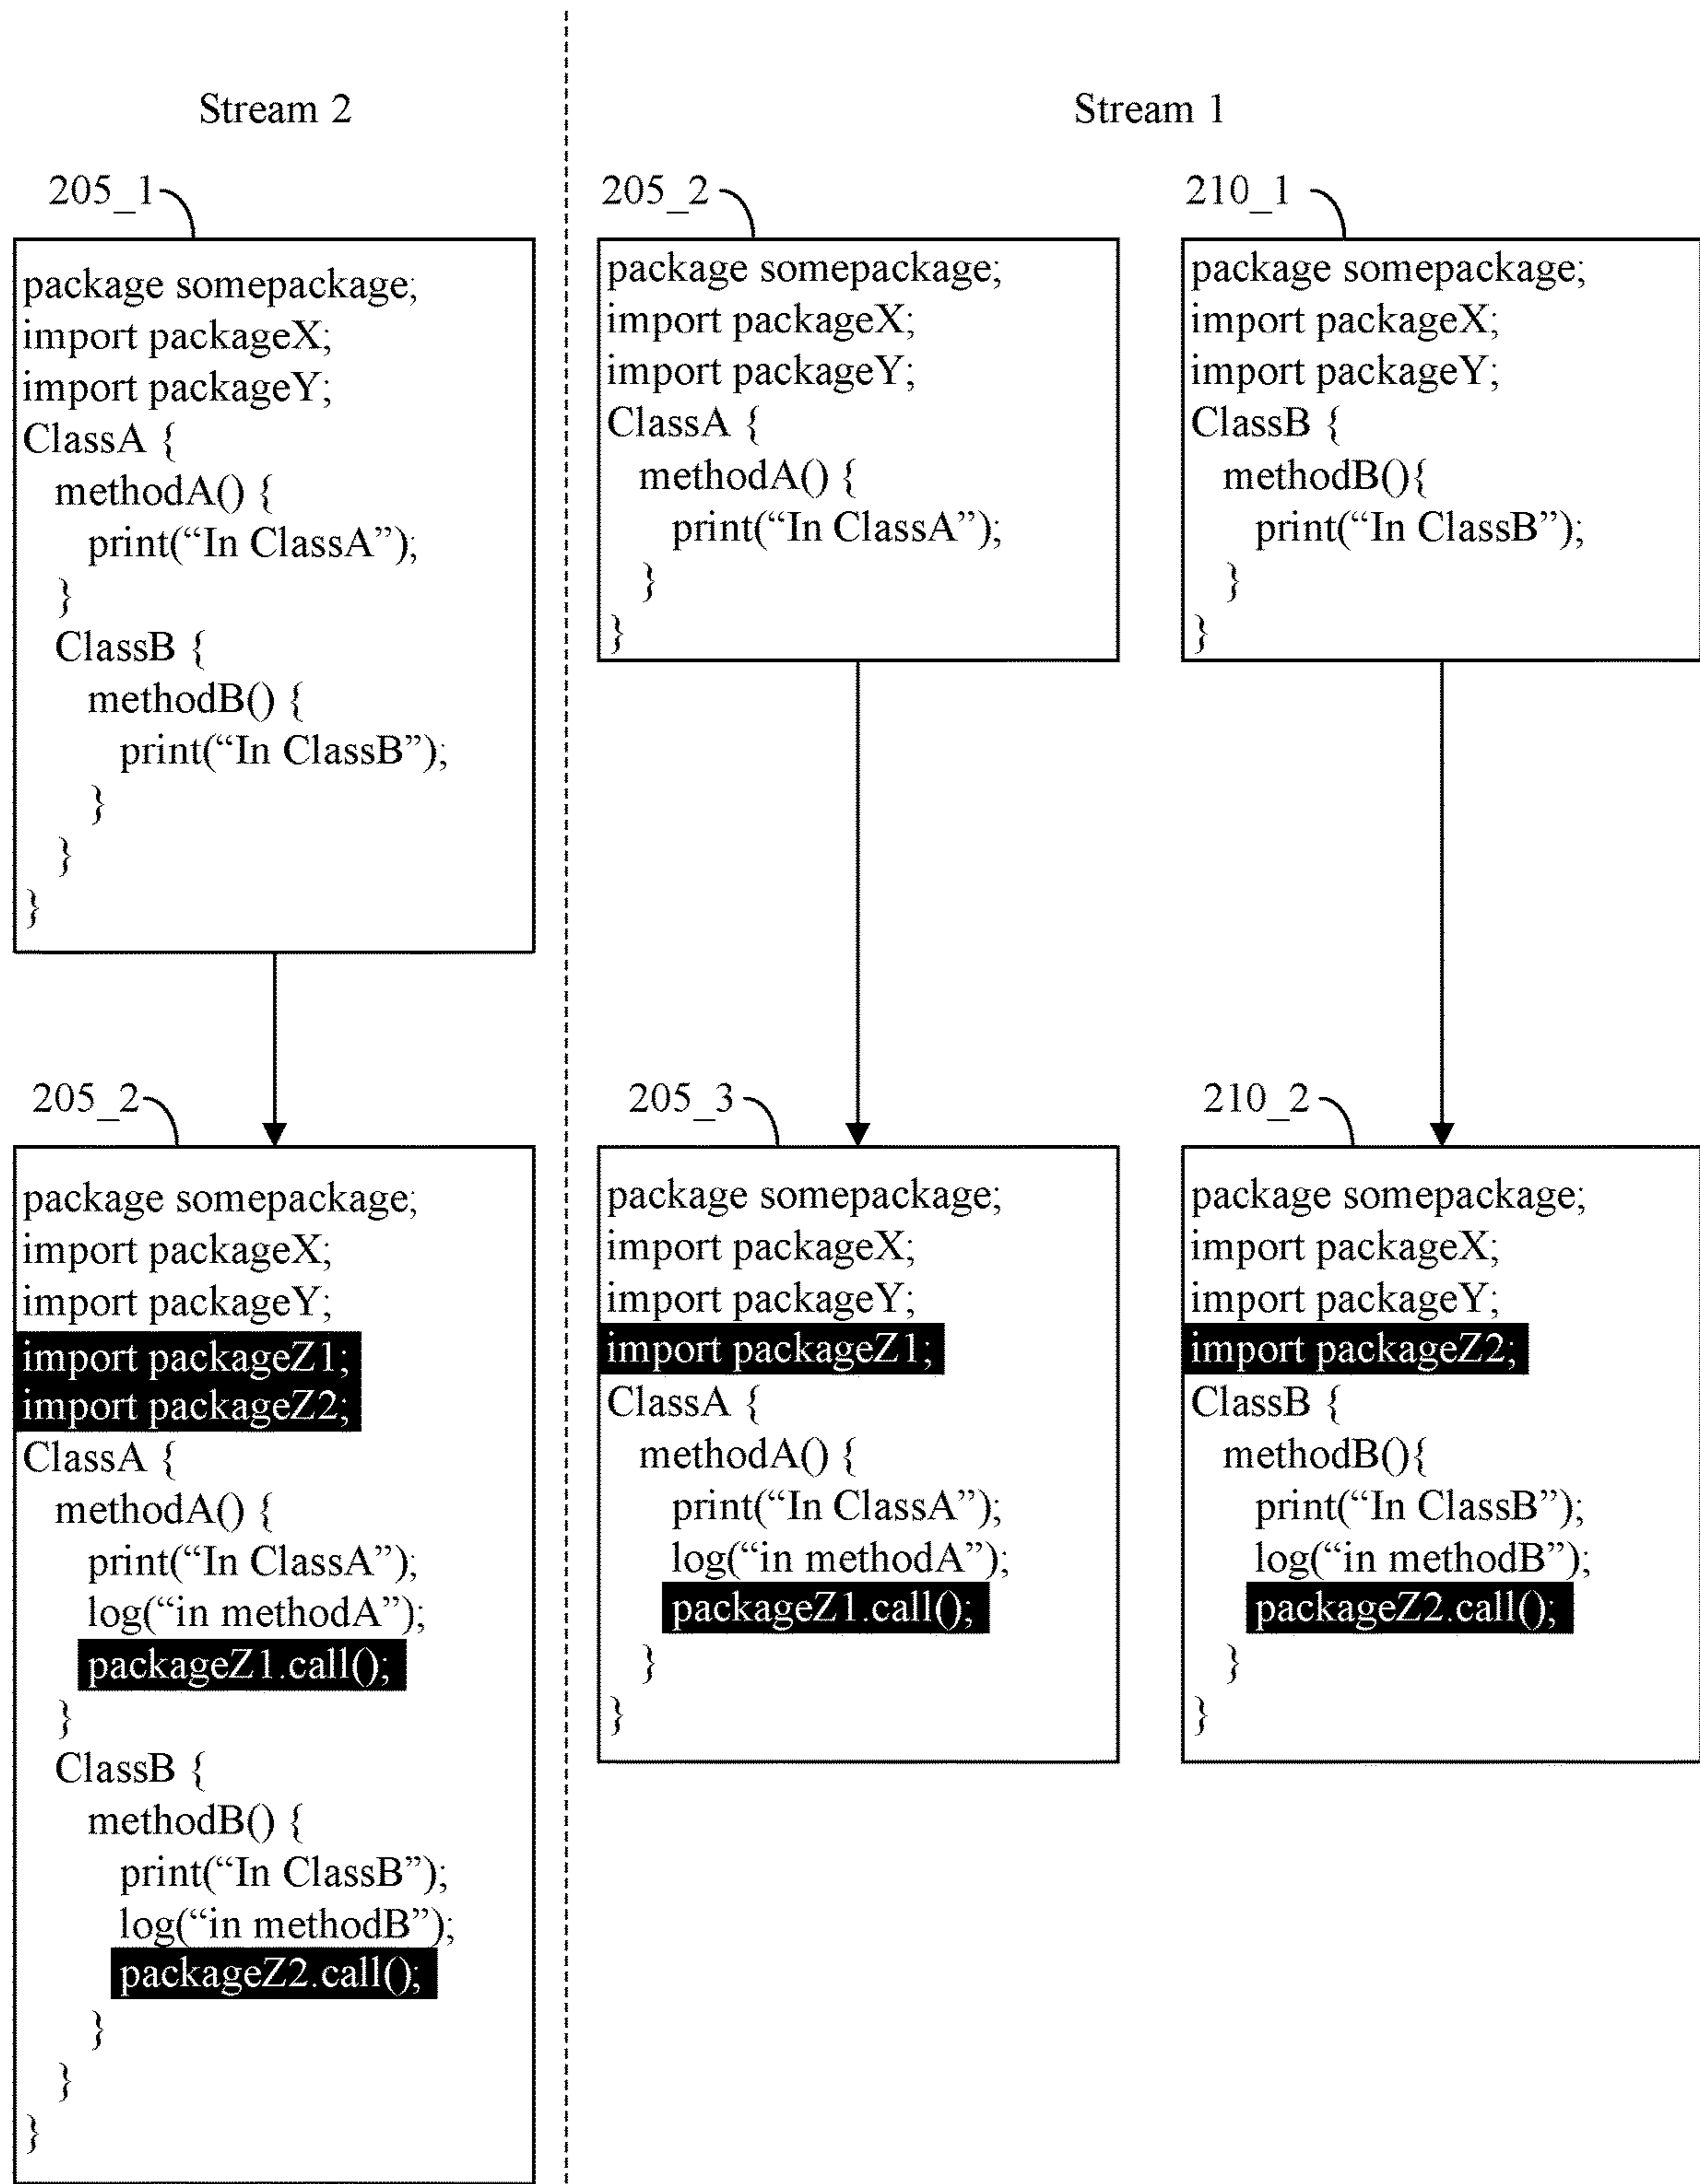 Stream 2
Stream 1
205_1
package somepackage;
import packageX;
import packageY;
ClassA {
methodA() {
print(“In ClassA”);
}
ClassB {
methodB() {
print(“In ClassB”);
}
}
}
205_2
package somepackage;
import packageX;
import packageY;
ClassA {
methodA() {
print(“In ClassA”);
}
}
210_1
package somepackage;
import packageX;
import packageY;
ClassB {
methodB(){
print(“In ClassB”);
}
}
205_2
package somepackage;
import packageX;
import packageY;
import packageZ1;
import packageZ2;
ClassA {
methodA() {
print(“In ClassA”);
log(“in methodA”);
packageZ1.call();
}
ClassB {
methodB() {
print(“In ClassB”);
log(“in methodB”);
packageZ2.call();
}
}
}
205_3
package somepackage;
import packageX;
import packageY;
import packageZ1;
ClassA {
methodA() {
print(“In ClassA”);
log(“in methodA”);
packageZ1.call();
}
}
210_2
package somepackage;
import packageX;
import packageY;
import packageZ2;
ClassB {
methodB(){
print(“In ClassB”);
log(“in methodB”);
packageZ2.call();
}
}